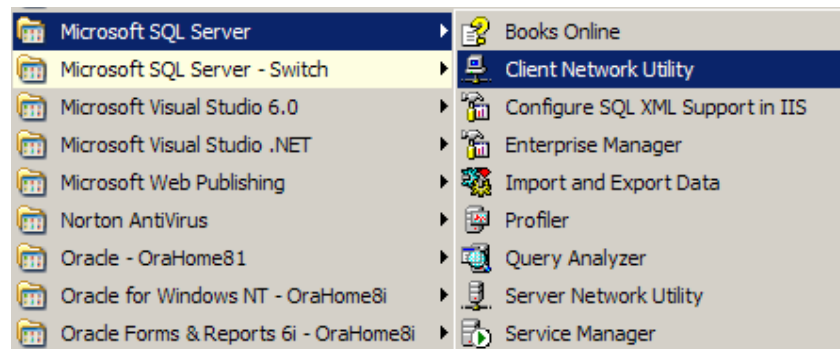 Microsoft SQL Server
Microsoft SQL Server - Switch
Microsoft Visual Studio 6.0
Microsoft Visual Studio .NET
Microsoft Web Publishing
Norton AntiVirus
Oracle - OraHome81
Oracle for Windows NT - OraHome8i
Oracle Forms & Reports 6i - OraHome8i
Books Online
Client Network Utility
Configure SQL XML Support in IIS
Enterprise Manager
Import and Export Data
Profiler
Query Analyzer
Server Network Utility
Service Manager